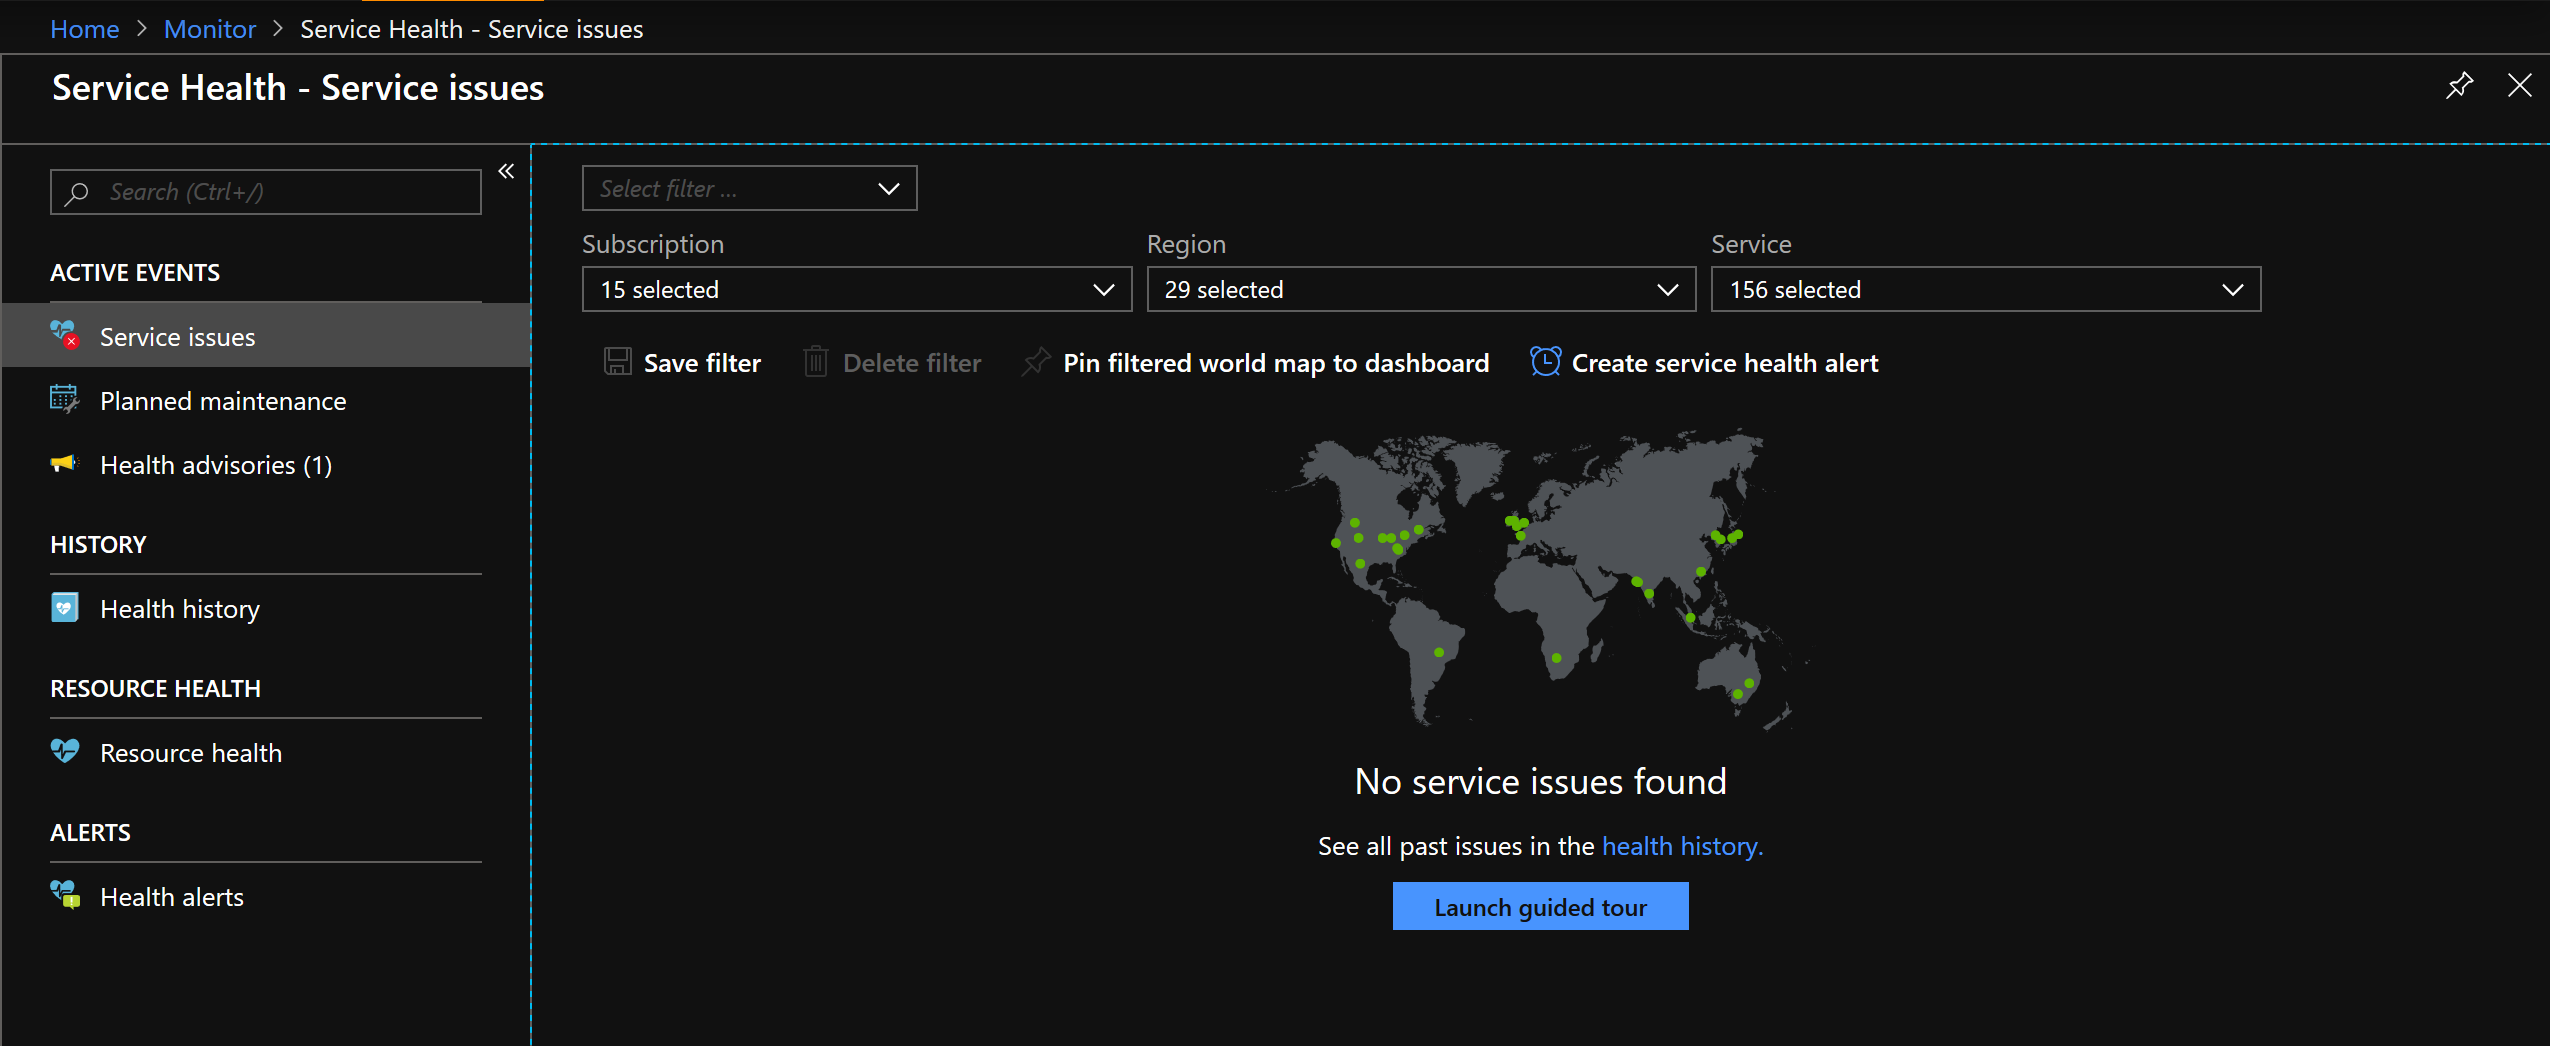 Home > Monitor > Service Health - Service issues
Service Health - Service issues
Search (Ctrl+/)
«
ACTIVE EVENTS
Service issues
Planned maintenance
Health advisories (1)
HISTORY
Health history
RESOURCE HEALTH
Resource health
ALERTS
Health alerts
Select filter ...
Subscription Region Service
15 selected 29 selected 156 selected
Save filter Delete filter Pin filtered world map to dashboard Create service health alert
No service issues found
See all past issues in the health history.
Launch guided tour